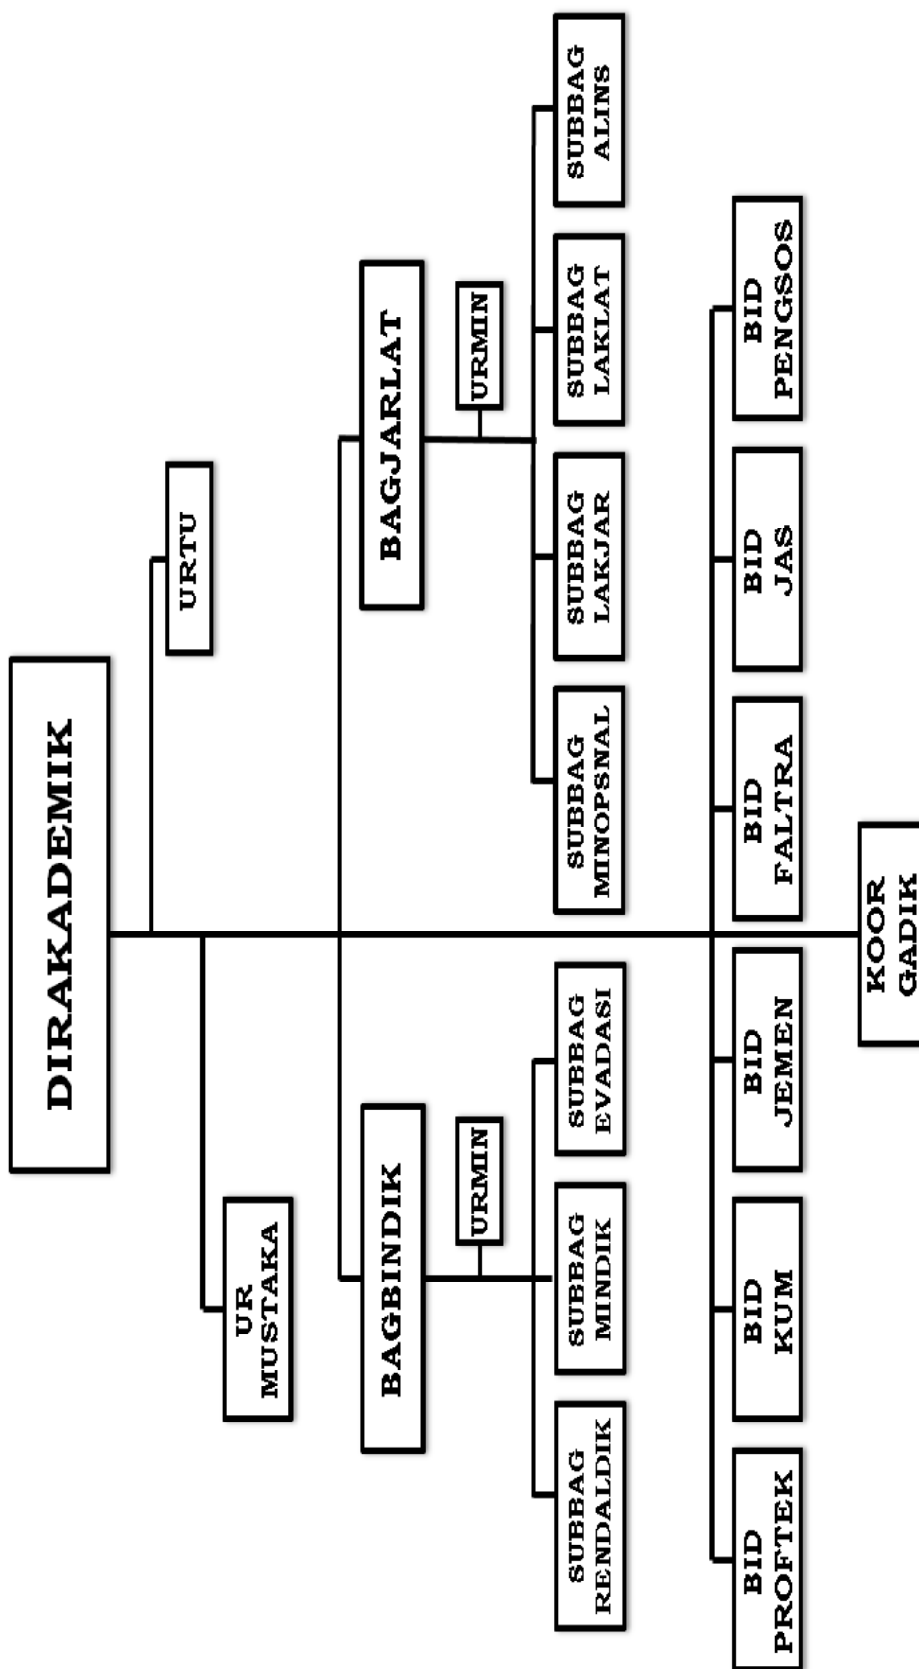 DIRAKADEMIK
URTU
UR
MUSTAKA
BAGBINDIK
BAGJARLAT
URMIN
URMIN
SUBBAG
RENDALDIK
SUBBAG
MINDIK
SUBBAG
EVADASI
SUBBAG
MINOPSNAL
SUBBAG
LAKJAR
SUBBAG
LAKLAT
SUBBAG
ALINS
BID
PROFTEK
BID
KUM
BID
JEMEN
BID
FALTRA
BID
JAS
BID
PENGSOS
KOOR
GADIK